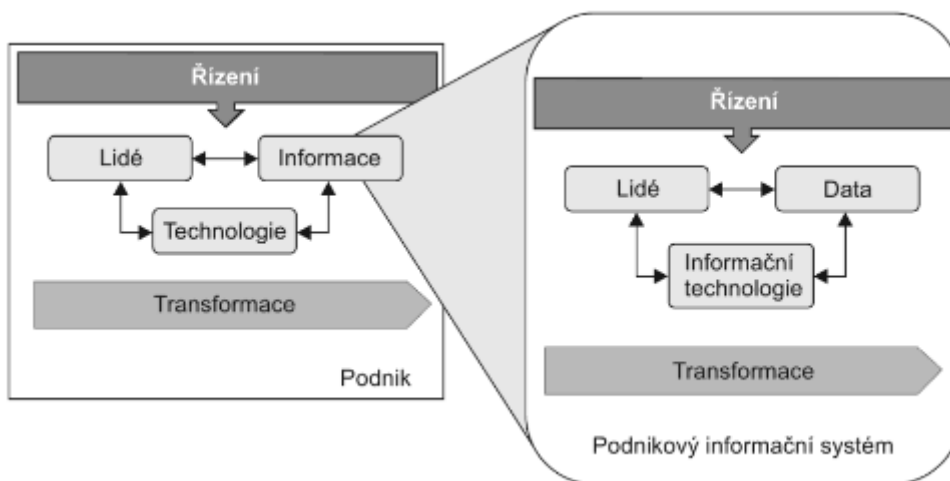 Řízení
Lidé
Informace
Technologie
Transformace
Podnik
Řízení
Lidé
Data
Informační
technologie
Transformace
Podnikový informační systém